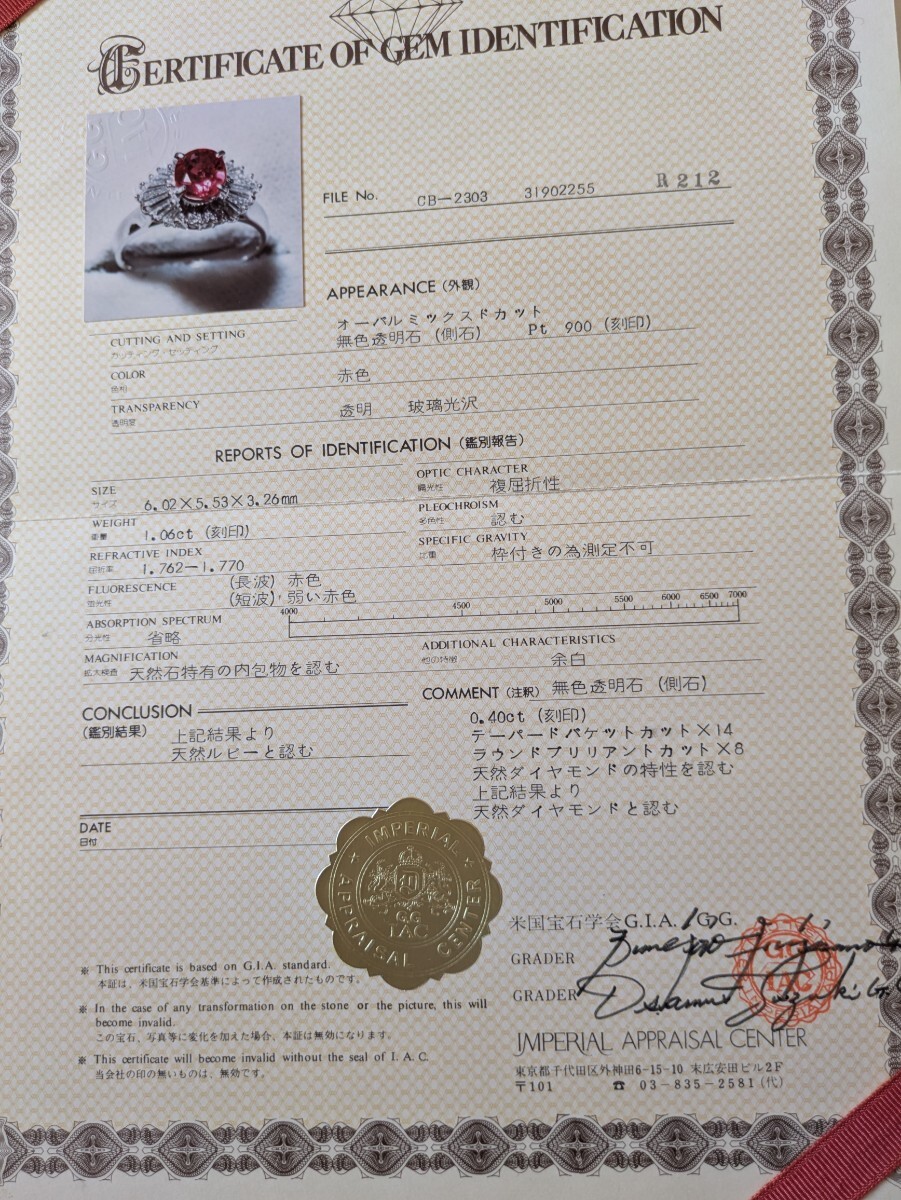 CERTIFICATE OF GEM IDENTIFICATION
FILE No. CB-2303 31902255 R212
APPEARANCE (外観)
CUTTING AND SETTING オーバルミックスドカット
カッティング・セッティング 無色透明石 (側石) Pt 900 (刻印)
COLOR
色相 赤色
TRANSPARENCY
透明度 透明 玻璃光沢
REPORTS OF IDENTIFICATION (鑑別報告)
SIZE
サイズ 6.02×5.53×3.26mm
OPTIC CHARACTER
偏光性 複屈折性
WEIGHT
重量 1.06ct (刻印)
PLEOCHROISM
多色性 認む
REFRACTIVE INDEX
屈折率 1.762-1.770
SPECIFIC GRAVITY
比重 枠付きの為測定不可
FLUORESCENCE (長波) 赤色
蛍光性 (短波) 弱い赤色
ABSORPTION SPECTRUM
分光性 省略
4000 4500 5000 5500 6000 6500 7000
MAGNIFICATION
拡大検査 天然石特有の内包物を認む
ADDITIONAL CHARACTERISTICS
他の特徴 余白
CONCLUSION
(鑑別結果) 上記結果より
天然ルビーと認む
COMMENT (注釈) 無色透明石 (側石)
0.40ct (刻印)
テーパードバケットカット×14
ラウンドブリリアントカット×8
天然ダイヤモンドの特性を認む
上記結果より
天然ダイヤモンドと認む
DATE
日付
IMPERIAL APPRAISAL CENTER
G.G
IAC
米国宝石学会G.I.A. G.G.
GRADER
GRADER
IAC
※ This certificate is based on G.I.A. standard.
本証は、米国宝石学会基準によって作成されたものです。
※ In the case of any transformation on the stone or the picture, this will
become invalid.
この宝石、写真等に変化を加えた場合、本証は無効になります。
※ This certificate will become invalid without the seal of I. A. C.
当会社の印の無いものは、無効です。
IMPERIAL APPRAISAL CENTER
東京都千代田区外神田6-15-10 末広安田ビル2F
〒101 ☎ 03-835-2581 (代)